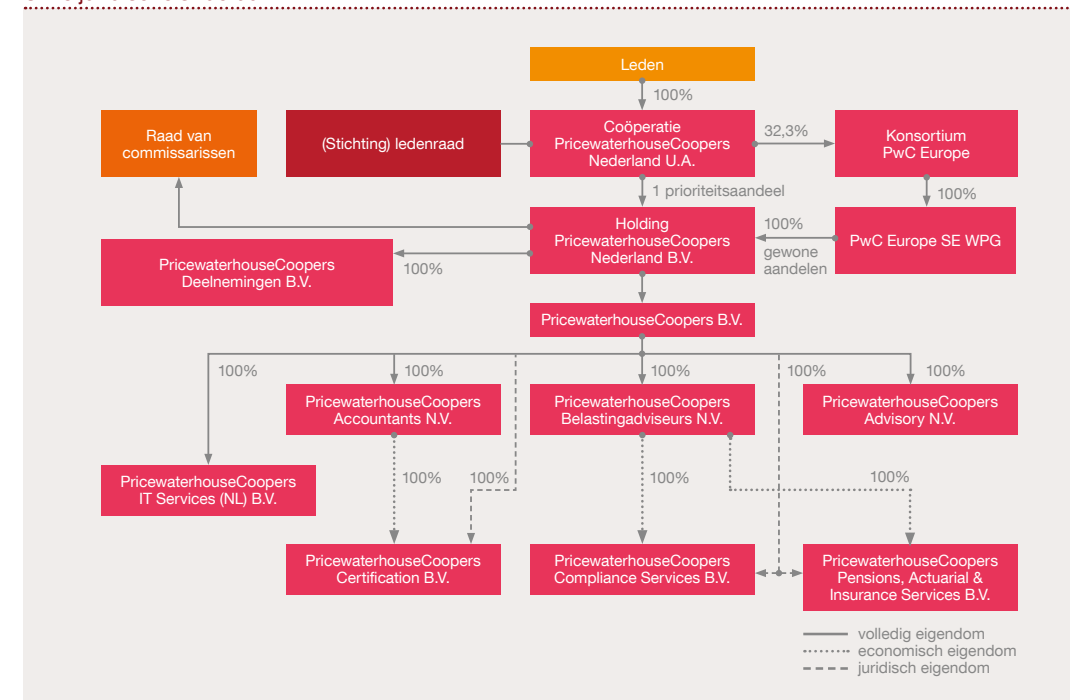 Leden
100%
Raad van
commissarissen
(Stichting) ledenraad
Coöperatie
PricewaterhouseCoopers
Nederland U.A.
32,3%
Konsortium
PwC Europe
1 prioriteitsaandeel
100%
Holding
PricewaterhouseCoopers
Nederland B.V.
100%
gewone
aandelen
PwC Europe SE WPG
PricewaterhouseCoopers
Deelnemingen B.V.
100%
PricewaterhouseCoopers B.V.
100%
100%
100%
100%
100%
PricewaterhouseCoopers
Accountants N.V.
PricewaterhouseCoopers
Belastingadviseurs N.V.
PricewaterhouseCoopers
Advisory N.V.
PricewaterhouseCoopers
IT Services (NL) B.V.
100%
100%
100%
100%
PricewaterhouseCoopers
Certification B.V.
PricewaterhouseCoopers
Compliance Services B.V.
PricewaterhouseCoopers
Pensions, Actuarial &
Insurance Services B.V.
volledig eigendom
economisch eigendom
juridisch eigendom